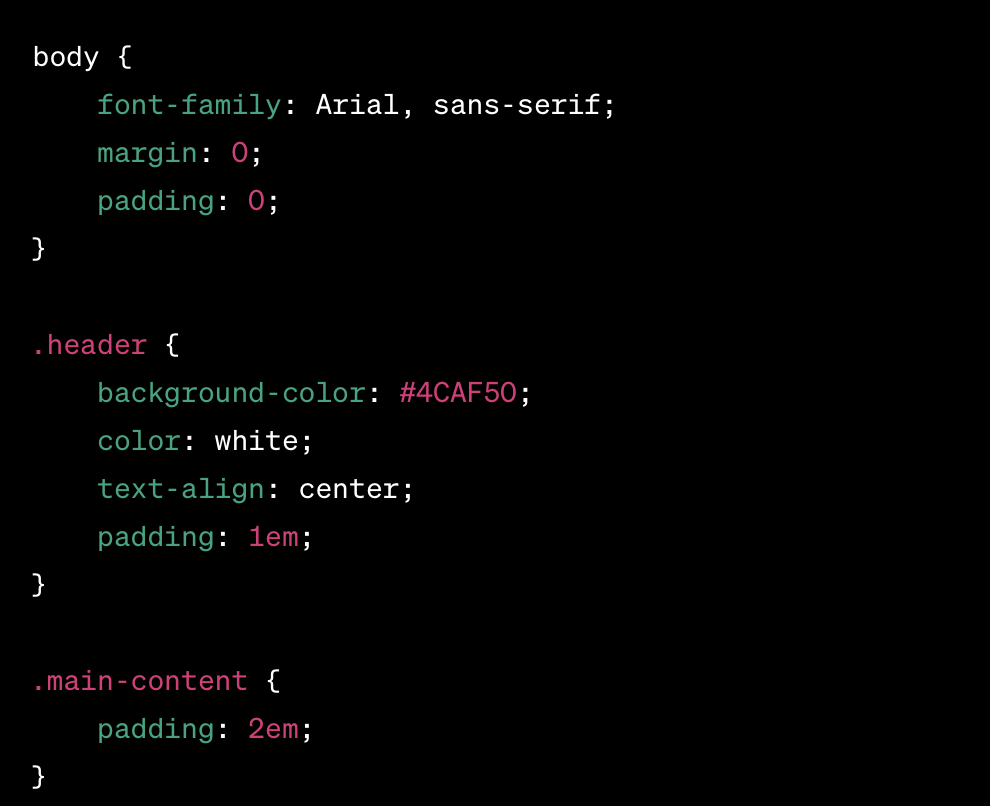 body {
    font-family: Arial, sans-serif;
    margin: 0;
    padding: 0;
}

.header {
    background-color: #4CAF50;
    color: white;
    text-align: center;
    padding: 1em;
}

.main-content {
    padding: 2em;
}